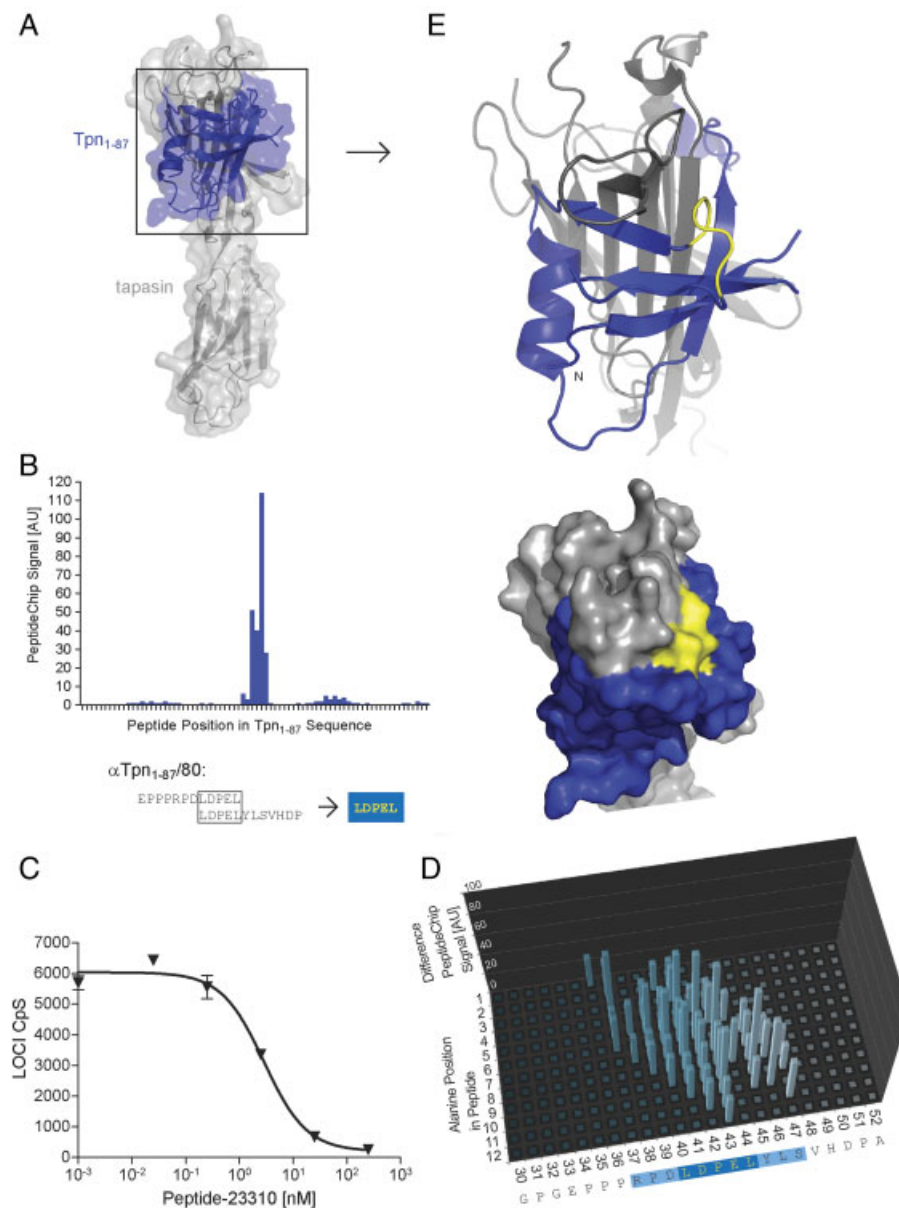 A
Tpn1-87
tapasin
E
N
B
PeptideChip Signal [AU]
120
110
100
90
80
70
60
50
40
30
20
10
0
Peptide Position in Tpn1-87 Sequence
αTpn1-87/80:
EPPPRPDLDPEL
LDPELYLSVHDP
LDPEL
C
LOCI CpS
7000
6000
5000
4000
3000
2000
1000
0
10-3
10-2
10-1
100
101
102
103
Peptide-23310 [nM]
D
Difference
PeptideChip
Signal [AU]
100
80
60
40
20
0
Alanine Position
in Peptide
1
2
3
4
5
6
7
8
9
10
11
12
30 31 32 33 34 35 36 37 38 39 40 41 42 43 44 45 46 47 48 49 50 51 52
G P G E P P P R P D L D P E L Y L S V H D P A